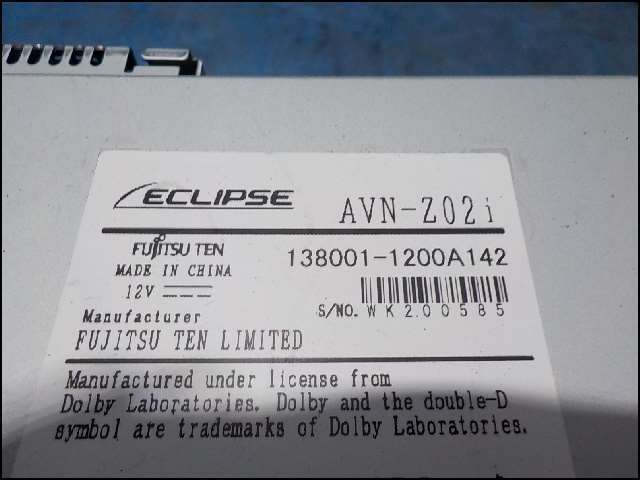 ECLIPSE AVN-Z02i
FUJITSU TEN 138001-1200A142
MADE IN CHINA
12V
S/NO. WK200585
Manufacturer
FUJITSU TEN LIMITED
Manufactured under license from
Dolby Laboratories. Dolby and the double-D
symbol are trademarks of Dolby Laboratories.